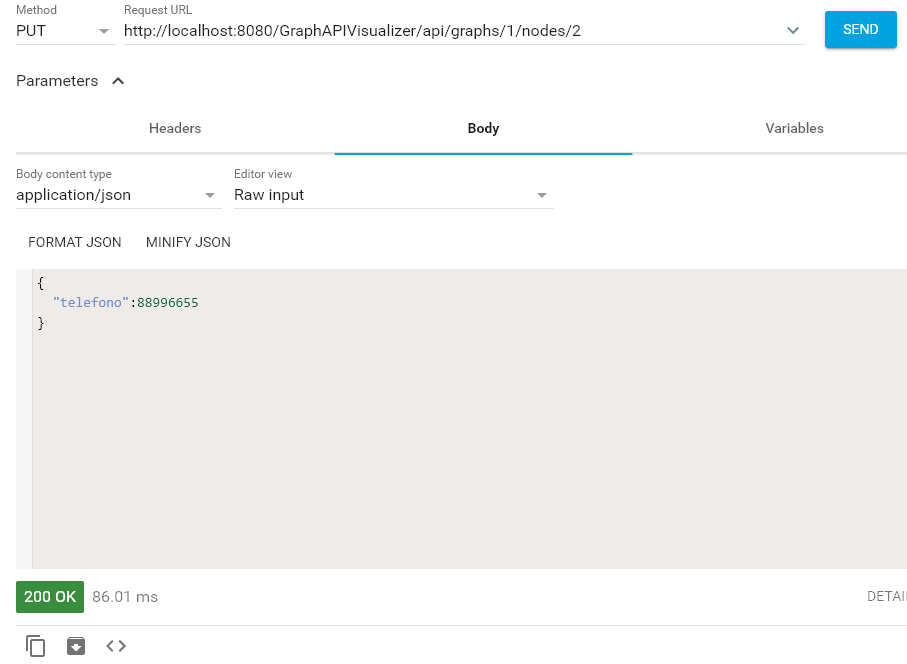 Method
Request URL
PUT
http://localhost:8080/GraphAPIVisualizer/api/graphs/1/nodes/2
SEND
Parameters
Headers
Body
Variables
Body content type
Editor view
application/json
Raw input
FORMAT JSON
MINIFY JSON
{
"telefono":88996655
}
200 OK
86.01 ms
DETAI